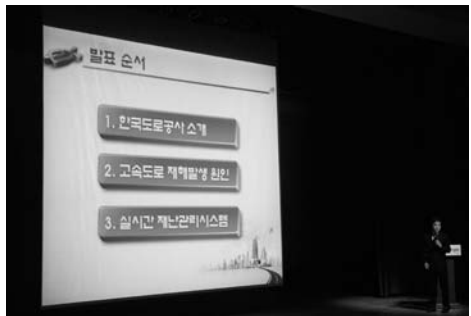 발표 순서
1. 한국도로공사 소개
2. 고속도로 재해발생 원인
3. 실시간 재난관리시스템